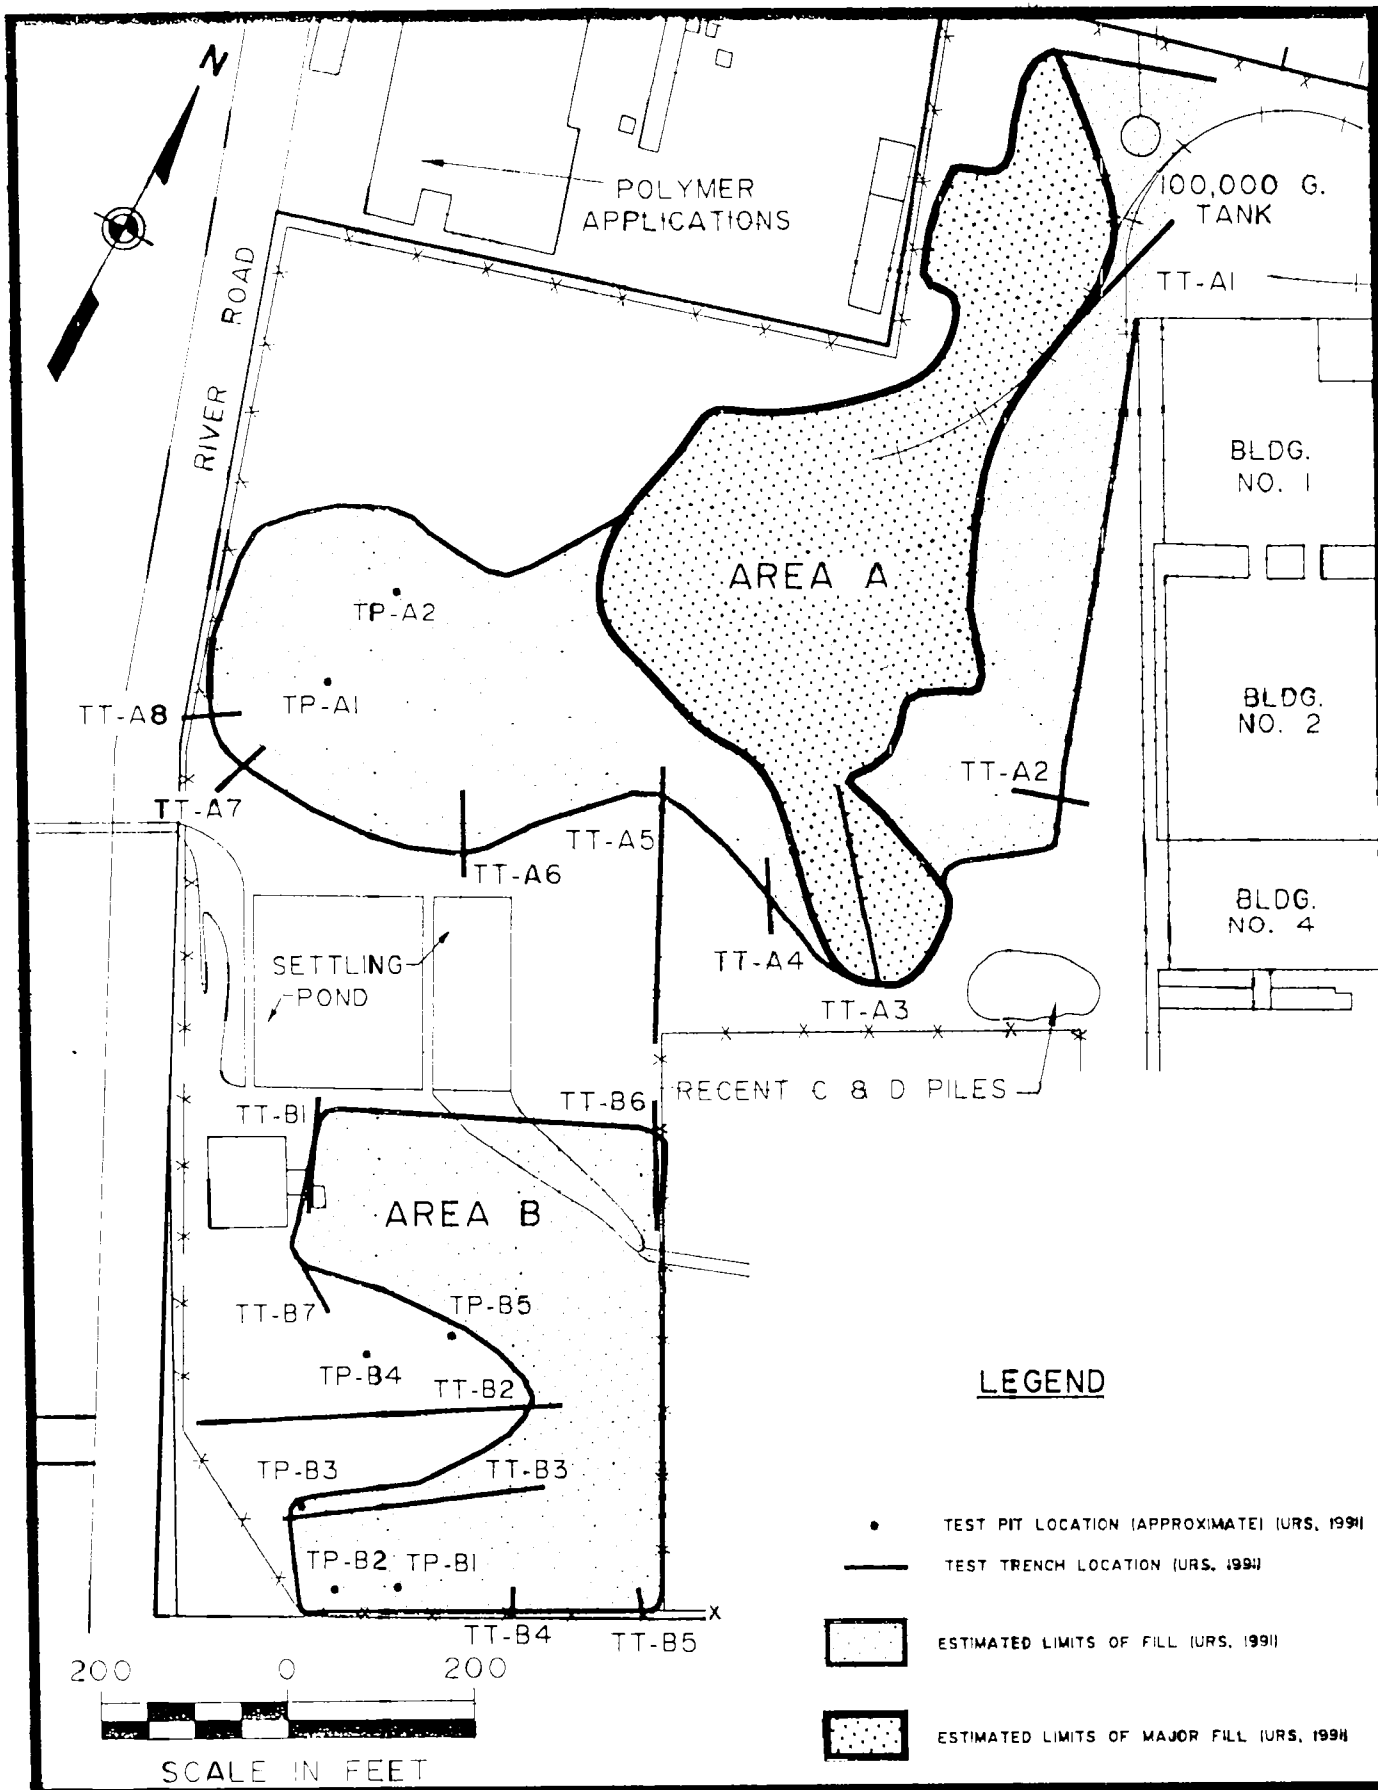 N
POLYMER
APPLICATIONS
100,000 G.
TANK
RIVER ROAD
TT-A1
BLDG.
NO. 1
AREA A
TP-A2
TP-A1
TT-A8
BLDG.
NO. 2
TT-A2
TT-A7
TT-A5
TT-A6
BLDG.
NO. 4
SETTLING
POND
TT-A4
TT-A3
RECENT C & D PILES
TT-B1
TT-B6
AREA B
TT-B7
TP-B5
TP-B4
TT-B2
LEGEND
TP-B3
TT-B3
TEST PIT LOCATION (APPROXIMATE) (URS, 1991)
TP-B2 TP-B1
TEST TRENCH LOCATION (URS, 1991)
TT-B4
TT-B5
ESTIMATED LIMITS OF FILL (URS, 1991)
200 0 200
ESTIMATED LIMITS OF MAJOR FILL (URS, 1991)
SCALE IN FEET